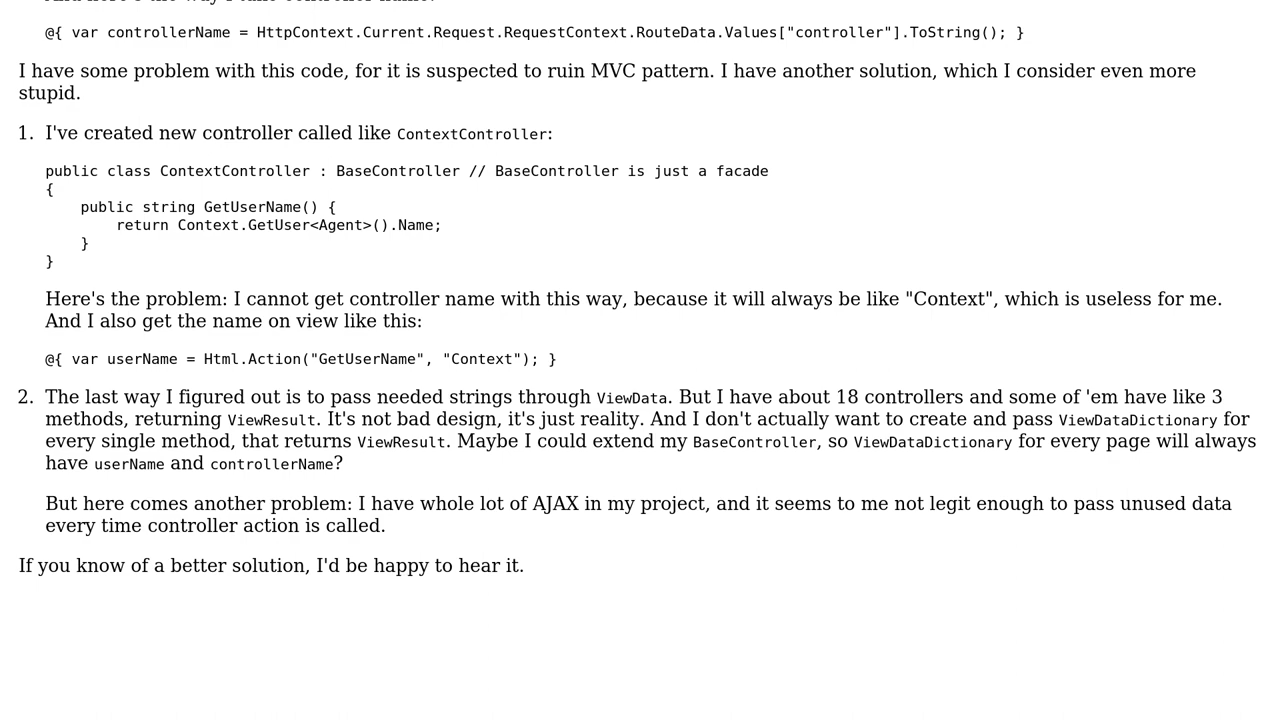 @{ var controllerName = HttpContext.Current.Request.RequestContext.RouteData.Values["controller"].ToString(); }
I have some problem with this code, for it is suspected to ruin MVC pattern. I have another solution, which I consider even more
stupid.
1. I've created new controller called like ContextController:
public class ContextController : BaseController // BaseController is just a facade
{
    public string GetUserName() {
        return Context.GetUser<Agent>().Name;
    }
}
Here's the problem: I cannot get controller name with this way, because it will always be like "Context", which is useless for me.
And I also get the name on view like this:
@{ var userName = Html.Action("GetUserName", "Context"); }
2. The last way I figured out is to pass needed strings through ViewData. But I have about 18 controllers and some of 'em have like 3
methods, returning ViewResult. It's not bad design, it's just reality. And I don't actually want to create and pass ViewDataDictionary for
every single method, that returns ViewResult. Maybe I could extend my BaseController, so ViewDataDictionary for every page will always
have userName and controllerName?
But here comes another problem: I have whole lot of AJAX in my project, and it seems to me not legit enough to pass unused data
every time controller action is called.
If you know of a better solution, I'd be happy to hear it.